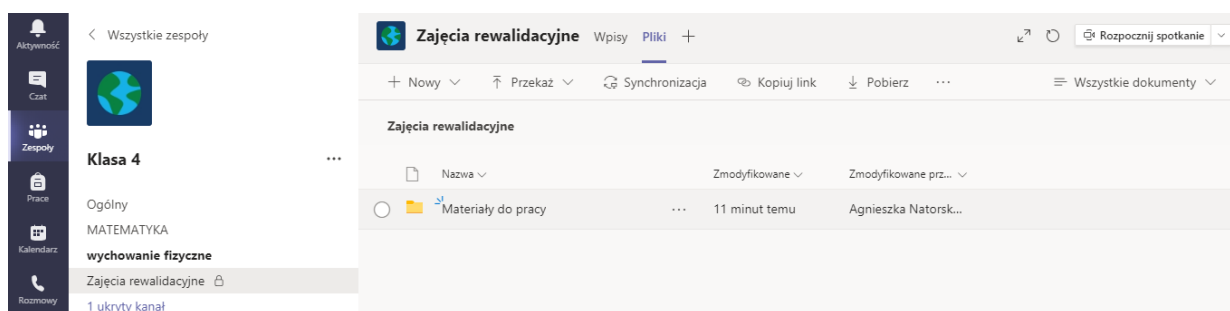 Aktywność
Czat
Zespoły
Prace
Kalendarz
Rozmowy
Wszystkie zespoły
Klasa 4
Ogólny
MATEMATYKA
wychowanie fizyczne
Zajęcia rewalidacyjne
1 ukryty kanał
Zajęcia rewalidacyjne Wpisy Pliki + Rozpocznij spotkanie
+ Nowy Przekaż Synchronizacja Kopiuj link Pobierz ... Wszystkie dokumenty
Zajęcia rewalidacyjne
Nazwa Zmodyfikowane Zmodyfikowane prz...
Materiały do pracy ... 11 minut temu Agnieszka Natorsk...